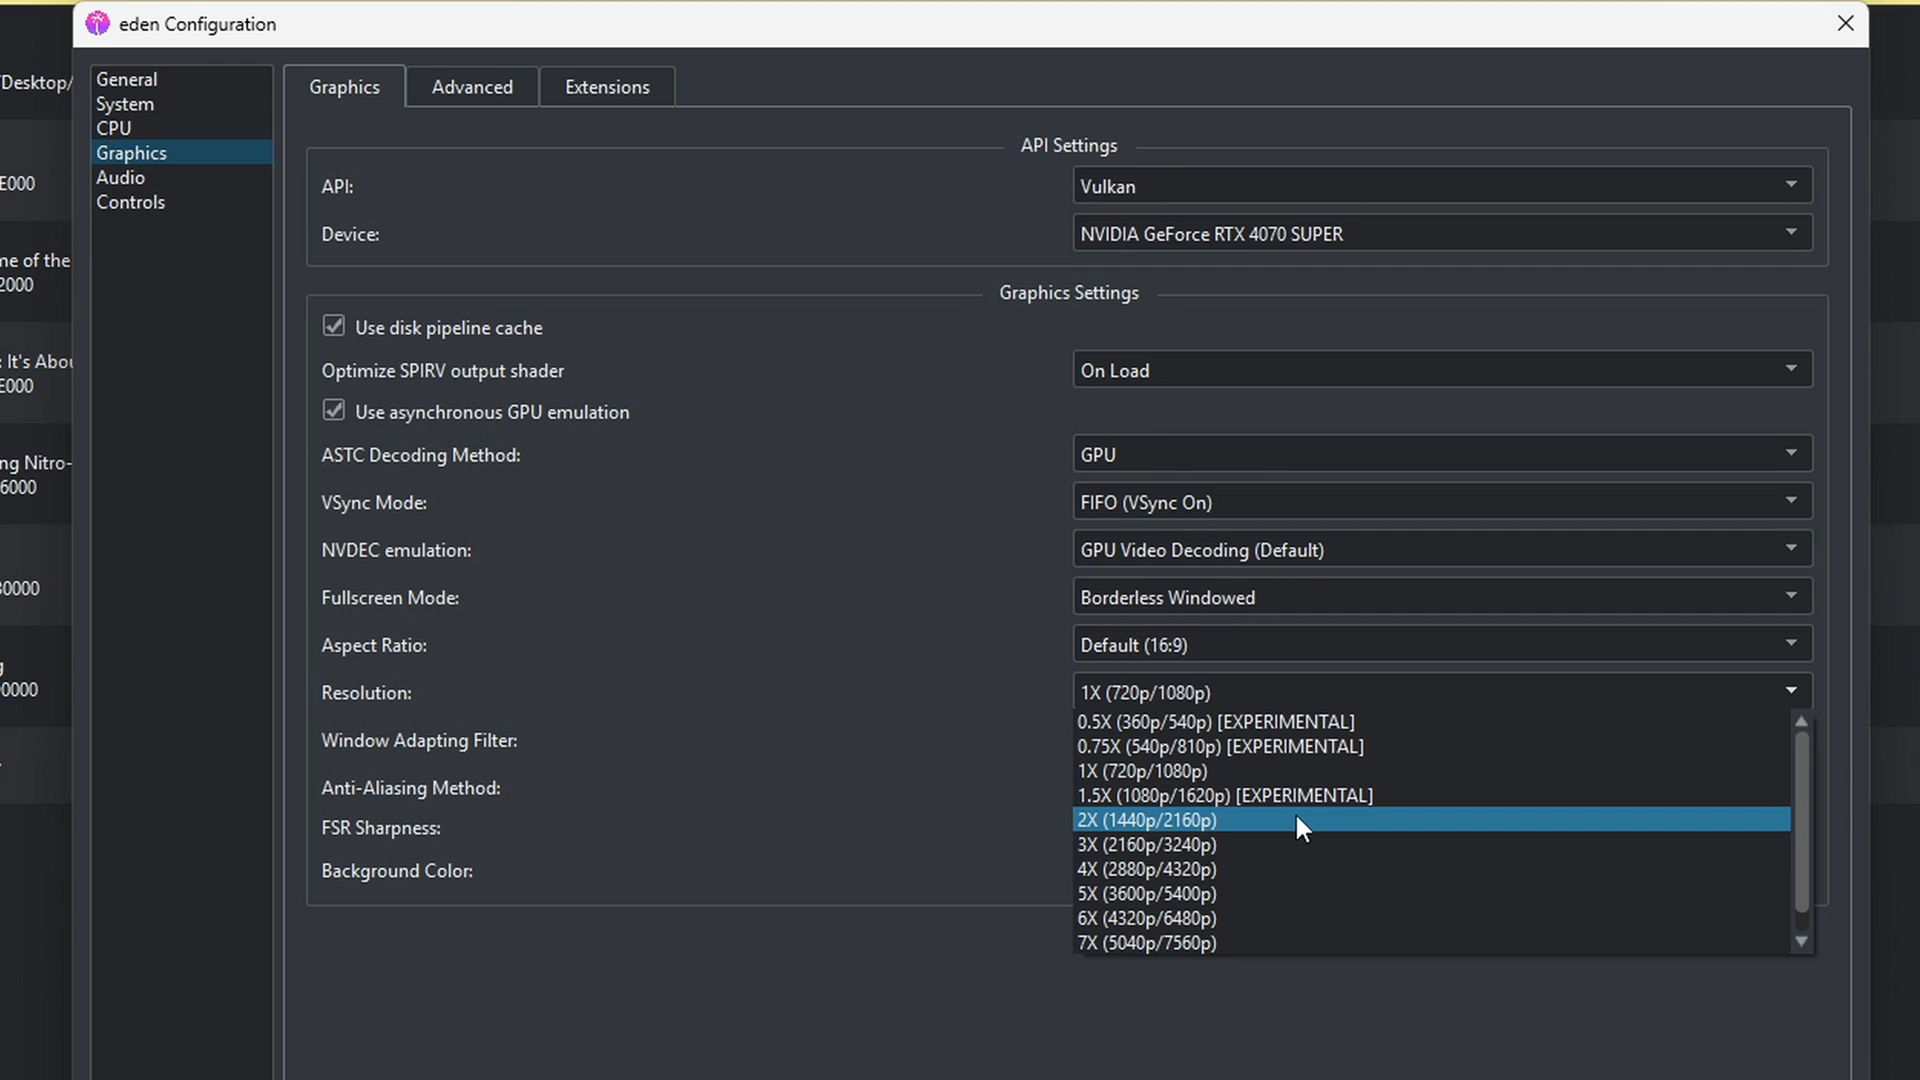 eden Configuration
/Desktop/
E000
me of the
2000
: It's Abou
E000
ng Nitro-
6000
0000
g
0000
General
System
CPU
Graphics
Audio
Controls
Graphics
Advanced
Extensions
API Settings
API:
Vulkan
Device:
NVIDIA GeForce RTX 4070 SUPER
Graphics Settings
Use disk pipeline cache
Optimize SPIRV output shader
On Load
Use asynchronous GPU emulation
ASTC Decoding Method:
GPU
VSync Mode:
FIFO (VSync On)
NVDEC emulation:
GPU Video Decoding (Default)
Fullscreen Mode:
Borderless Windowed
Aspect Ratio:
Default (16:9)
Resolution:
1X (720p/1080p)
0.5X (360p/540p) [EXPERIMENTAL]
0.75X (540p/810p) [EXPERIMENTAL]
1X (720p/1080p)
1.5X (1080p/1620p) [EXPERIMENTAL]
2X (1440p/2160p)
3X (2160p/3240p)
4X (2880p/4320p)
5X (3600p/5400p)
6X (4320p/6480p)
7X (5040p/7560p)
Window Adapting Filter:
Anti-Aliasing Method:
FSR Sharpness:
Background Color: